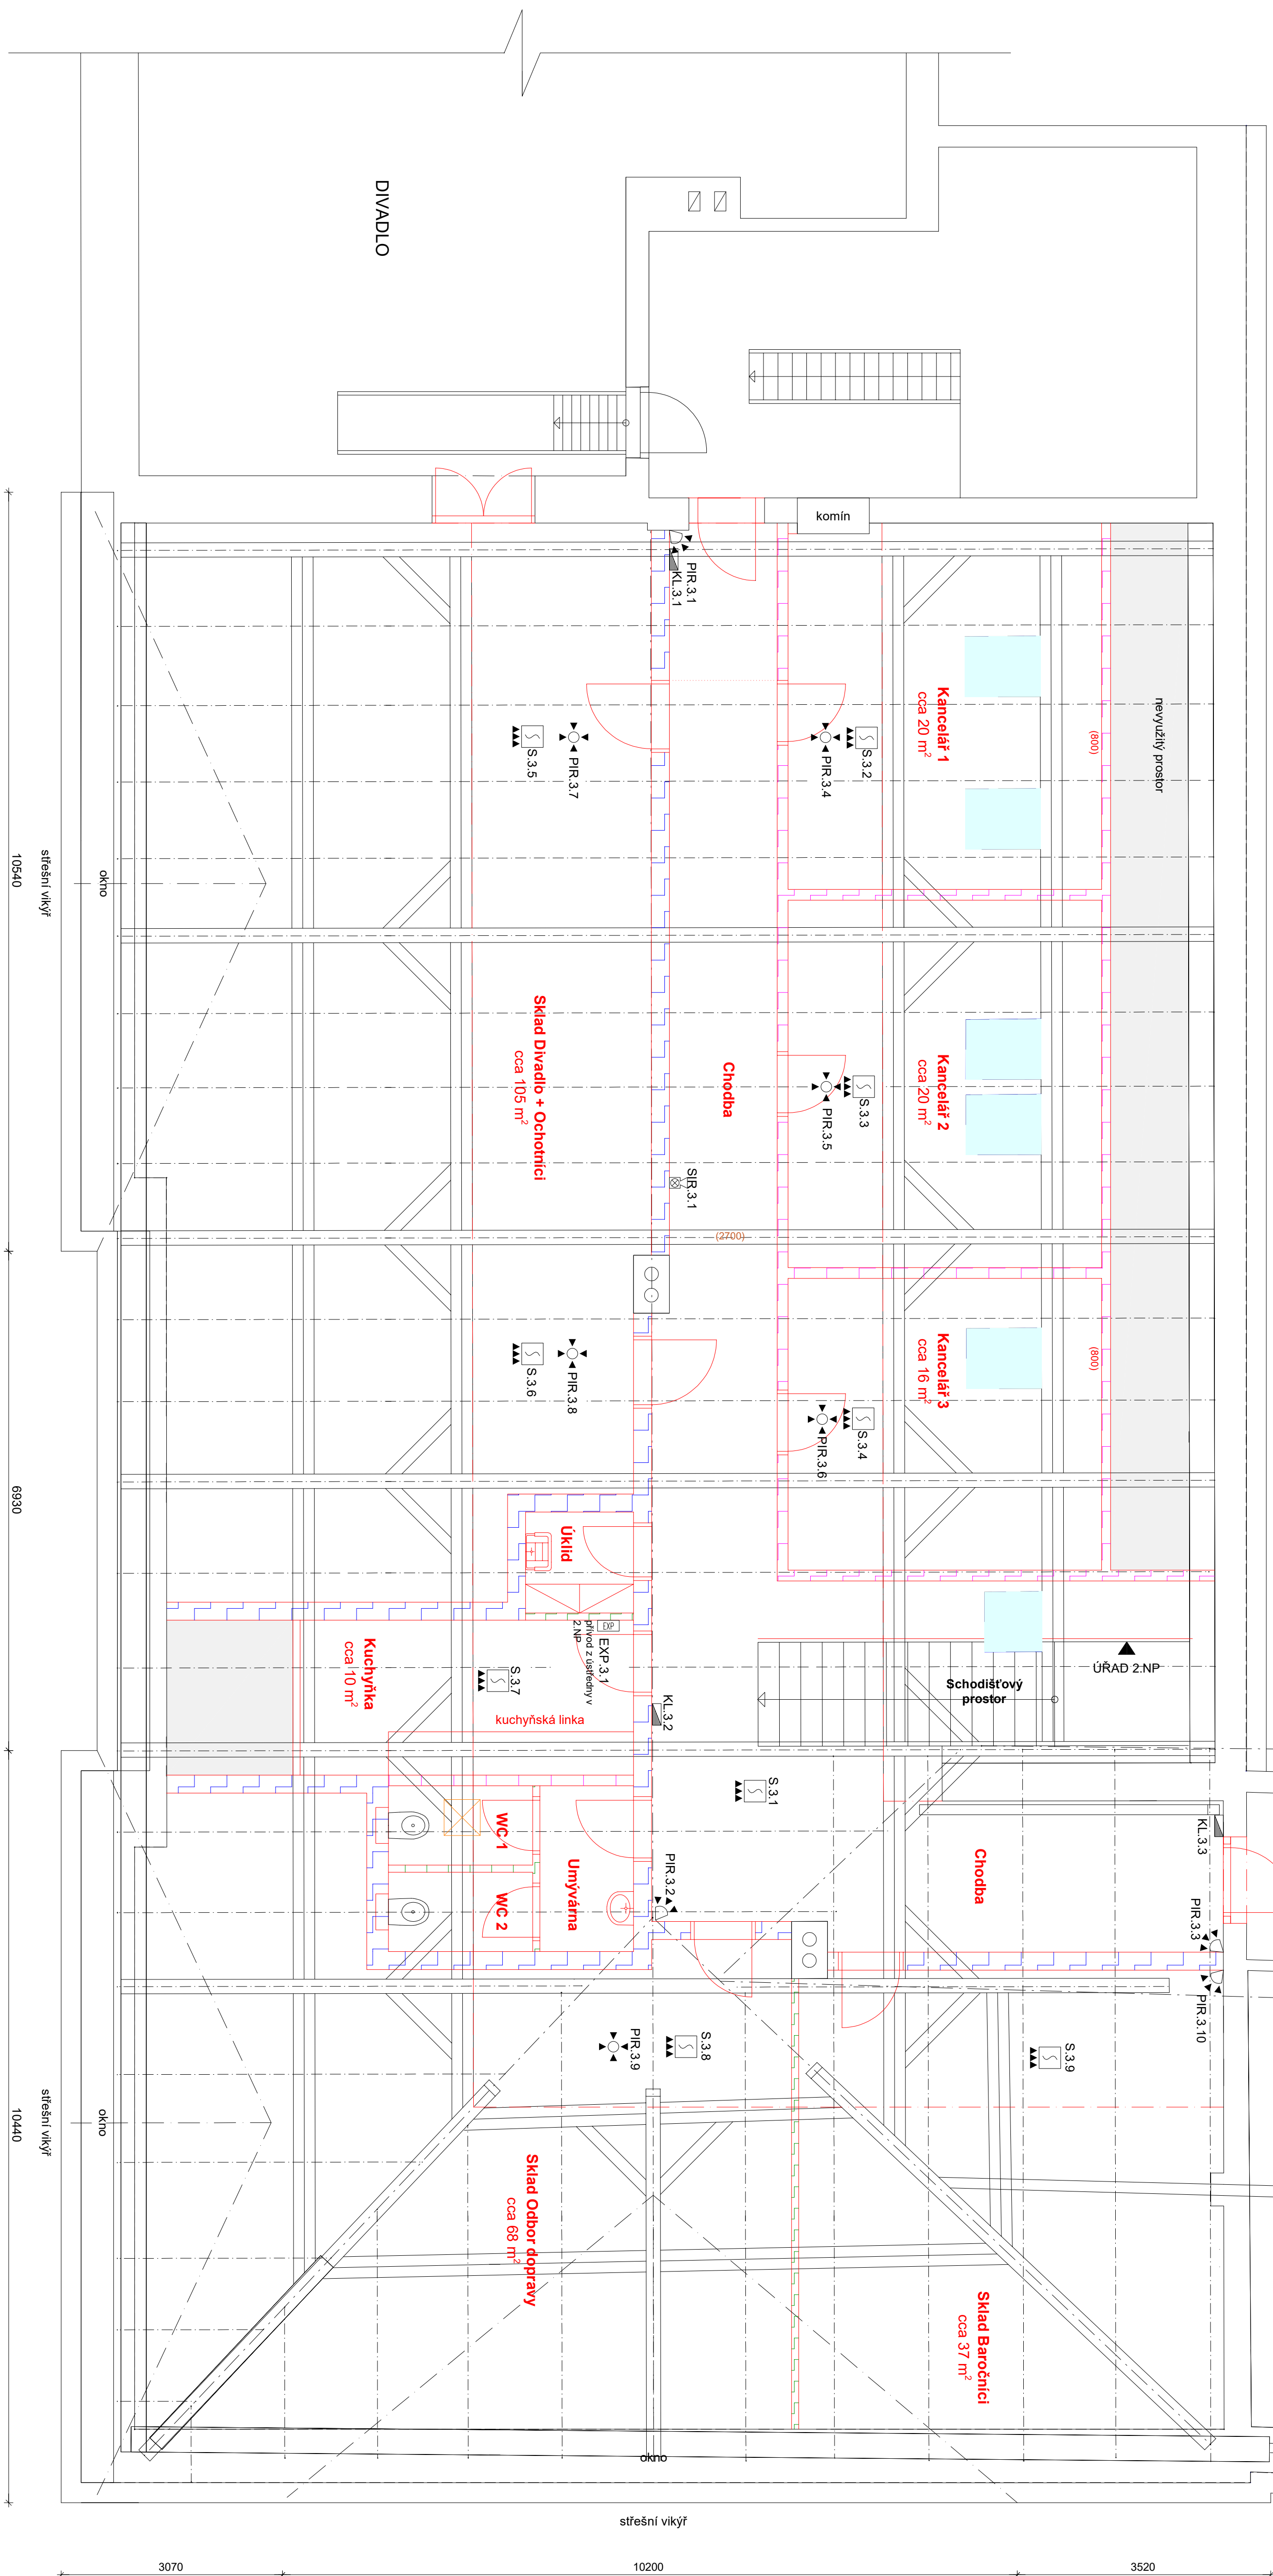 DIVADLO
komín
PIR.3.1
KL.3.1
Kancelář 1
cca 20 m²
(800)
nevyužitý prostor
S.3.5
PIR.3.7
PIR.3.4
S.3.2
střešní vikýř
okno
10540
Sklad Divadlo + Ochotníci
cca 105 m²
Chodba
Kancelář 2
cca 20 m²
S.3.3
PIR.3.5
SIR.3.1
(2700)
Kancelář 3
cca 16 m²
(800)
S.3.6
PIR.3.8
S.3.4
PIR.3.6
6930
Úklid
EXP
EXP.3.1
přívod z ústředny v
2.NP
Kuchyňka
cca 10 m²
S.3.7
kuchyňská linka
KL.3.2
ÚŘAD 2.NP
Schodišťový
prostor
S.3.1
WC 1
WC 2
Umývárna
PIR.3.2
Chodba
KL.3.3
PIR.3.3
PIR.3.10
PIR.3.9
S.3.8
S.3.9
střešní vikýř
okno
10440
Sklad Odbor dopravy
cca 68 m²
Sklad Baročníci
cca 37 m²
okno
střešní vikýř
3070
10200
3520